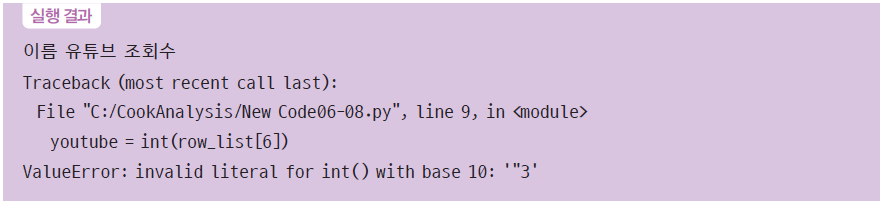 실행 결과
이름 유튜브 조회수
Traceback (most recent call last):
File "C:/CookAnalysis/New Code06-08.py", line 9, in <module>
youtube = int(row_list[6])
ValueError: invalid literal for int() with base 10: '"3'